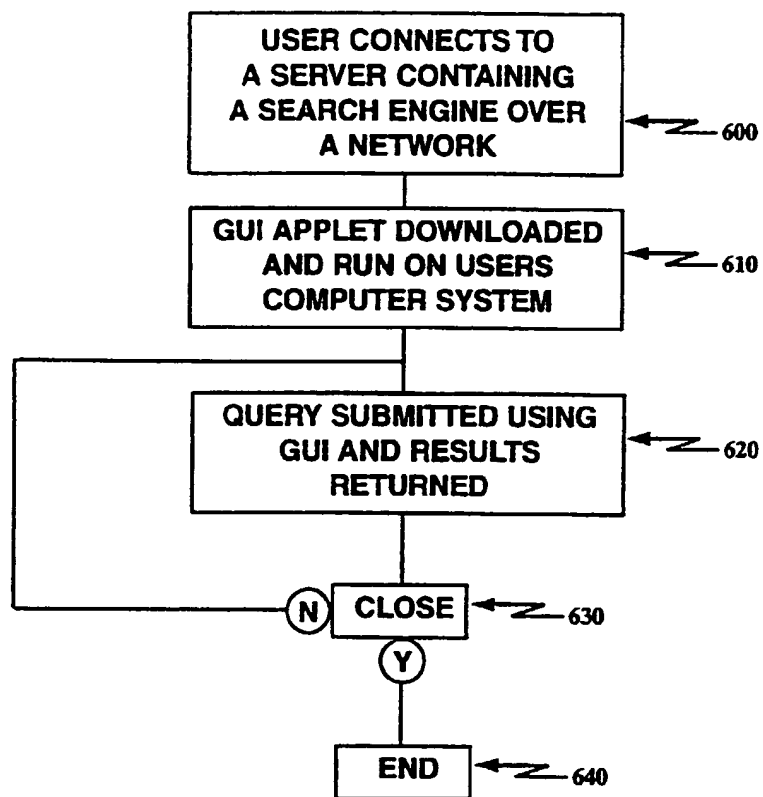 USER CONNECTS TO
A SERVER CONTAINING
A SEARCH ENGINE OVER
A NETWORK
600
GUI APPLET DOWNLOADED
AND RUN ON USERS
COMPUTER SYSTEM
610
QUERY SUBMITTED USING
GUI AND RESULTS
RETURNED
620
N
CLOSE
630
Y
END
640